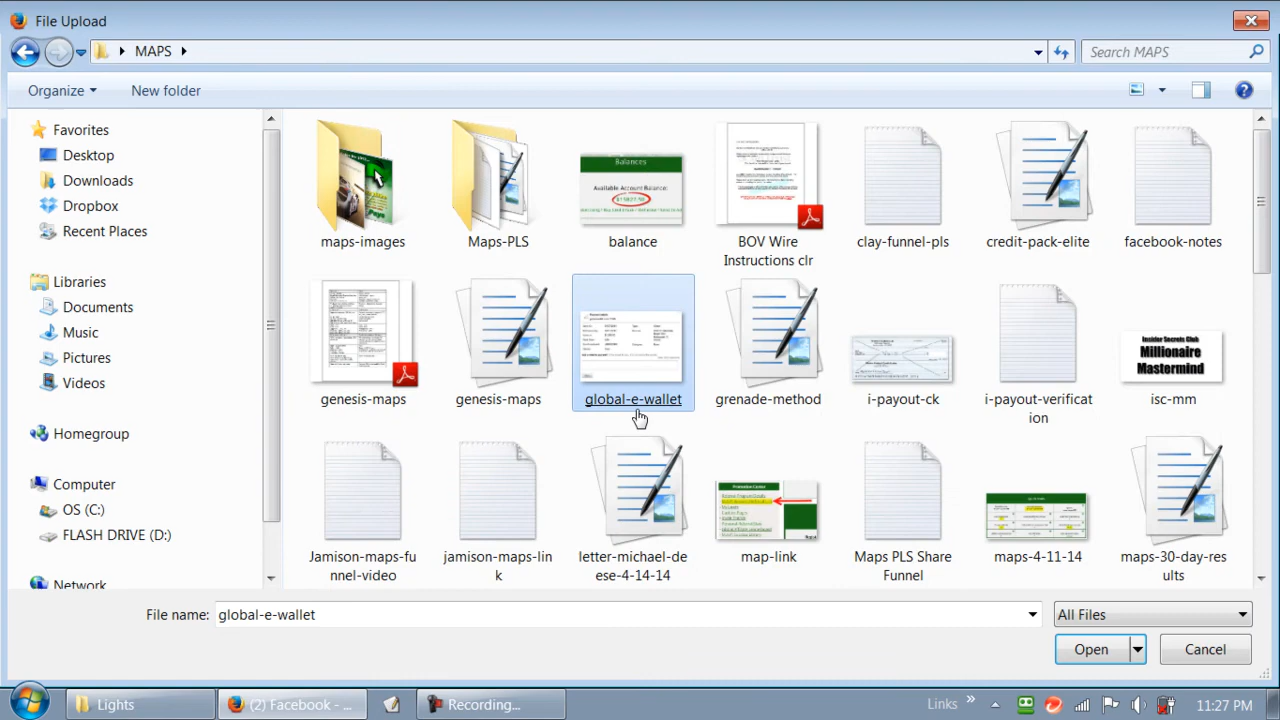 File Upload
MAPS
Search MAPS
Organize
New folder
Favorites
Desktop
Downloads
Dropbox
Recent Places
Libraries
Documents
Music
Pictures
Videos
Homegroup
Computer
OS (C:)
FLASH DRIVE (D:)
Network
maps-images
Maps-PLS
Balances
Available Account Balance:
balance
BOV Wire
Instructions clr
clay-funnel-pls
credit-pack-elite
facebook-notes
genesis-maps
genesis-maps
global-e-wallet
grenade-method
i-payout-ck
i-payout-verificat
ion
Insider Secrets Club
Millionaire
Mastermind
isc-mm
Jamison-maps-fu
nnel-video
jamison-maps-lin
k
letter-michael-de
ese-4-14-14
map-link
Maps PLS Share
Funnel
maps-4-11-14
maps-30-day-res
ults
File name:
global-e-wallet
All Files
Open
Cancel
Lights
(2) Facebook - ...
Recording...
Links
11:27 PM